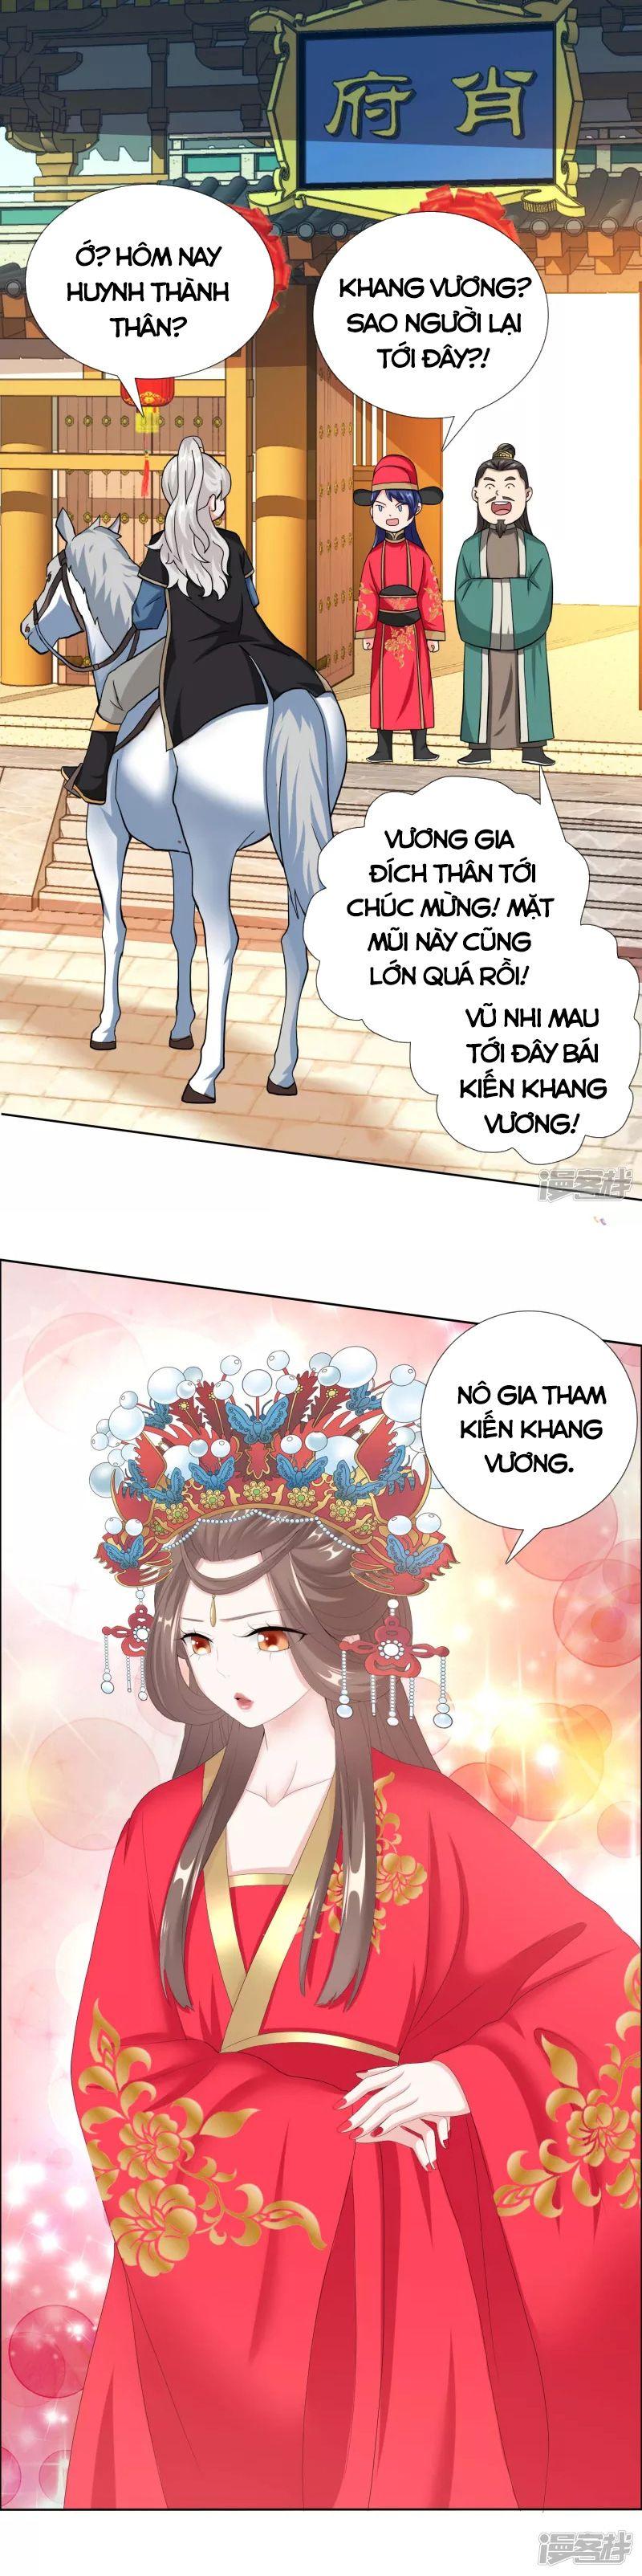 府肖
Ớ? HÔM NAY
HUYNH THÀNH
THÂN?
KHANG VƯƠNG?
SAO NGƯỜI LẠI
TỚI ĐÂY?!
VƯƠNG GIA
ĐÍCH THÂN TỚI
CHÚC MỪNG! MẶT
MŨI NÀY CŨNG
LỚN QUÁ RỒI!
VŨ NHI MAU
TỚI ĐÂY BÁI
KIẾN KHANG
VƯƠNG!
漫客栈
NÔ GIA THAM
KIẾN KHANG
VƯƠNG.
漫客栈